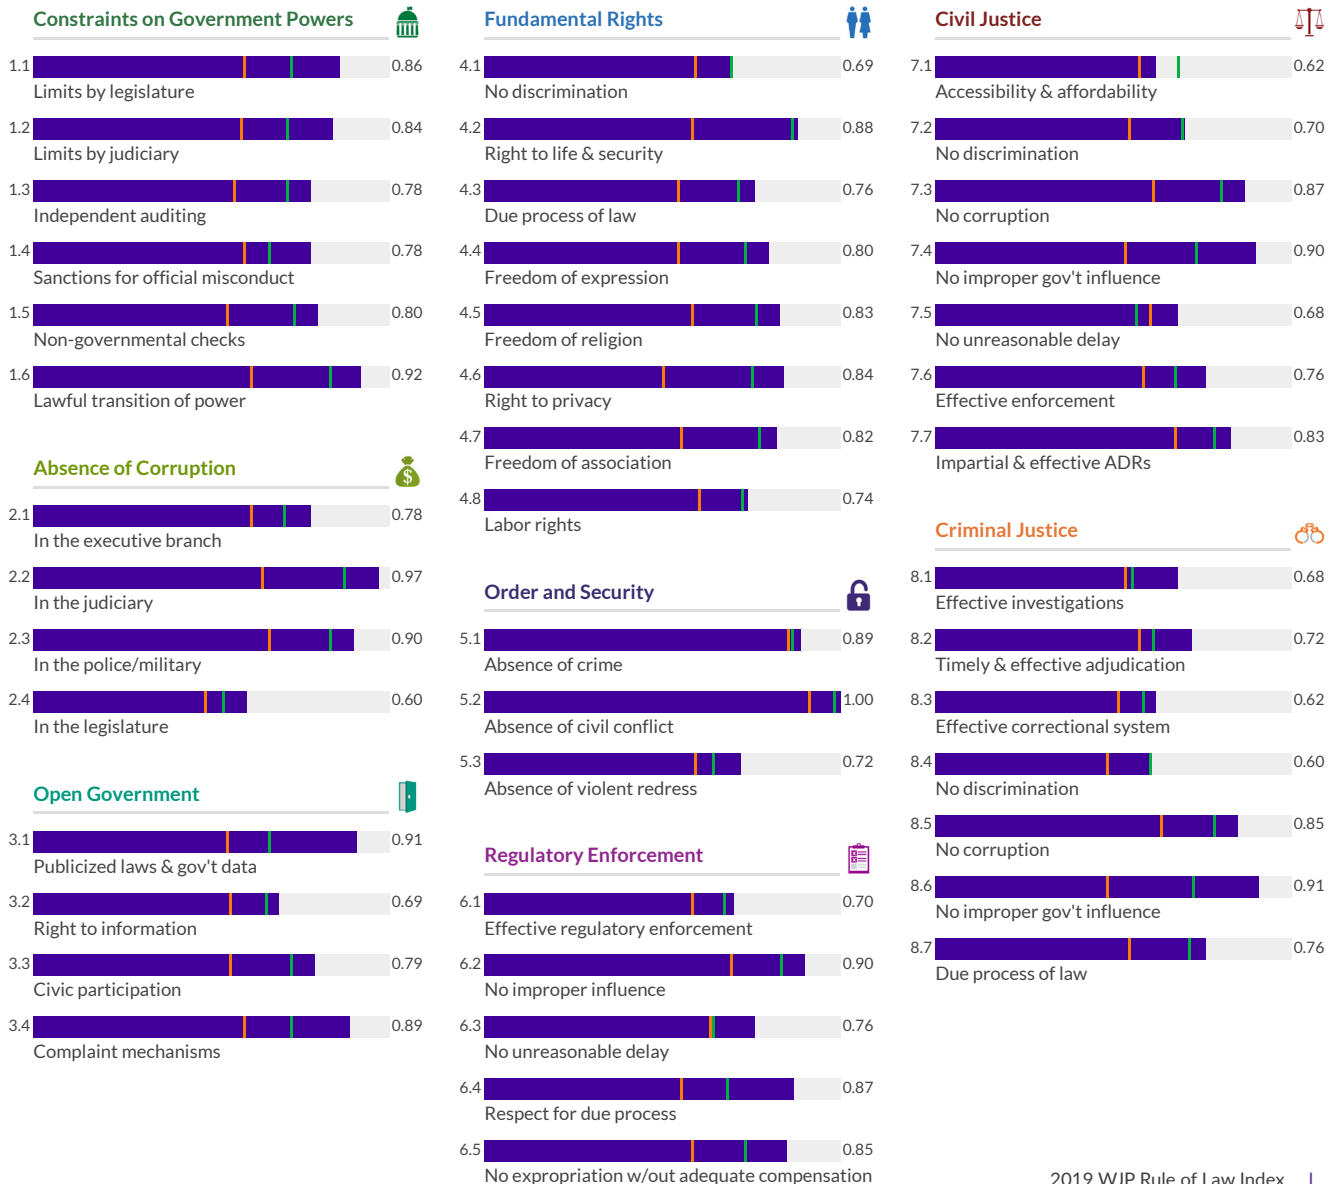 Constraints on Government Powers
1.1 0.86
Limits by legislature
1.2 0.84
Limits by judiciary
1.3 0.78
Independent auditing
1.4 0.78
Sanctions for official misconduct
1.5 0.80
Non-governmental checks
1.6 0.92
Lawful transition of power
Absence of Corruption
2.1 0.78
In the executive branch
2.2 0.97
In the judiciary
2.3 0.90
In the police/military
2.4 0.60
In the legislature
Open Government
3.1 0.91
Publicized laws & gov't data
3.2 0.69
Right to information
3.3 0.79
Civic participation
3.4 0.89
Complaint mechanisms
Fundamental Rights
4.1 0.69
No discrimination
4.2 0.88
Right to life & security
4.3 0.76
Due process of law
4.4 0.80
Freedom of expression
4.5 0.83
Freedom of religion
4.6 0.84
Right to privacy
4.7 0.82
Freedom of association
4.8 0.74
Labor rights
Order and Security
5.1 0.89
Absence of crime
5.2 1.00
Absence of civil conflict
5.3 0.72
Absence of violent redress
Regulatory Enforcement
6.1 0.70
Effective regulatory enforcement
6.2 0.90
No improper influence
6.3 0.76
No unreasonable delay
6.4 0.87
Respect for due process
6.5 0.85
No expropriation w/out adequate compensation
Civil Justice
7.1 0.62
Accessibility & affordability
7.2 0.70
No discrimination
7.3 0.87
No corruption
7.4 0.90
No improper gov't influence
7.5 0.68
No unreasonable delay
7.6 0.76
Effective enforcement
7.7 0.83
Impartial & effective ADRs
Criminal Justice
8.1 0.68
Effective investigations
8.2 0.72
Timely & effective adjudication
8.3 0.62
Effective correctional system
8.4 0.60
No discrimination
8.5 0.85
No corruption
8.6 0.91
No improper gov't influence
8.7 0.76
Due process of law
2019 WJP Rule of Law Index |